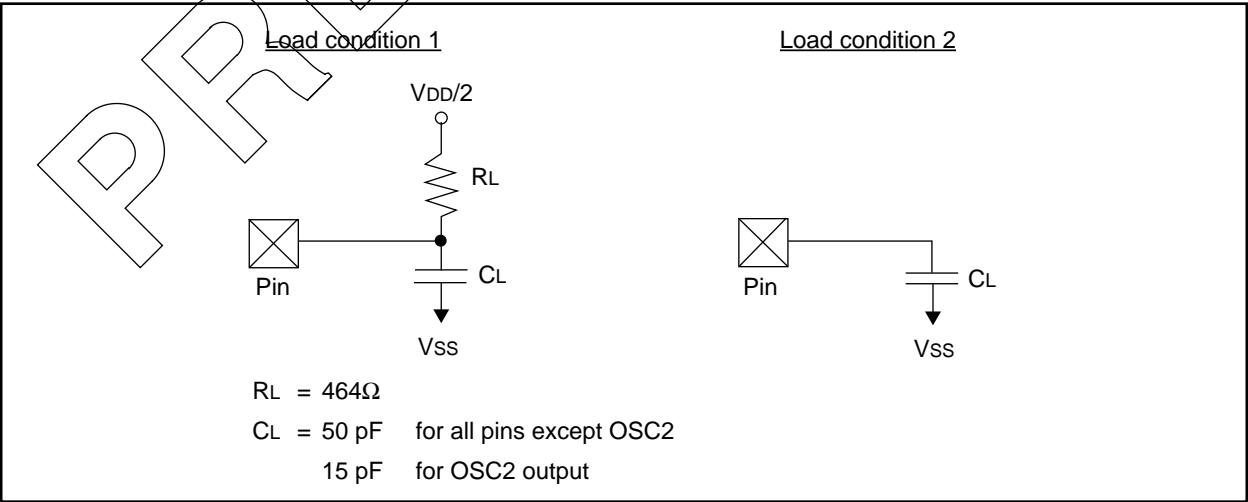 Load condition 1
Load condition 2
VDD/2
RL
CL
Pin
VSS
CL
Pin
VSS
RL = 464Ω
CL = 50 pF for all pins except OSC2
15 pF for OSC2 output